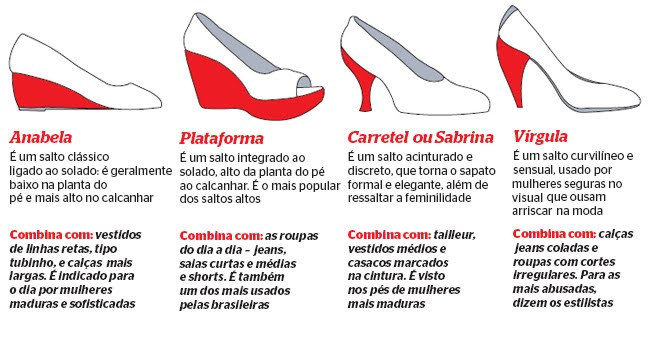 Anabela
É um salto clássico
ligado ao solado: é geralmente
baixo na planta do
pé e mais alto no calcanhar
Combina com: vestidos
de linhas retas, tipo
tubinho, e calças mais
largas. É indicado para
o dia por mulheres
maduras e sofisticadas
Plataforma
É um salto integrado ao
solado, alto da planta do pé
ao calcanhar. É o mais popular
dos saltos altos
Combina com: as roupas
do dia a dia – jeans,
saias curtas e médias
e shorts. É também
um dos mais usados
pelas brasileiras
Carretel ou Sabrina
É um salto acinturado e
discreto, que torna o sapato
formal e elegante, além de
ressaltar a feminilidade
Combina com: tailleur,
vestidos médios e
casacos marcados
na cintura. É visto
nos pés de mulheres
mais maduras
Vírgula
É um salto curvilíneo e
sensual, usado por
mulheres seguras no
visual que ousam
arriscar na moda
Combina com: calças
jeans coladas e
roupas com cortes
irregulares. Para as
mais abusadas,
dizem os estilistas